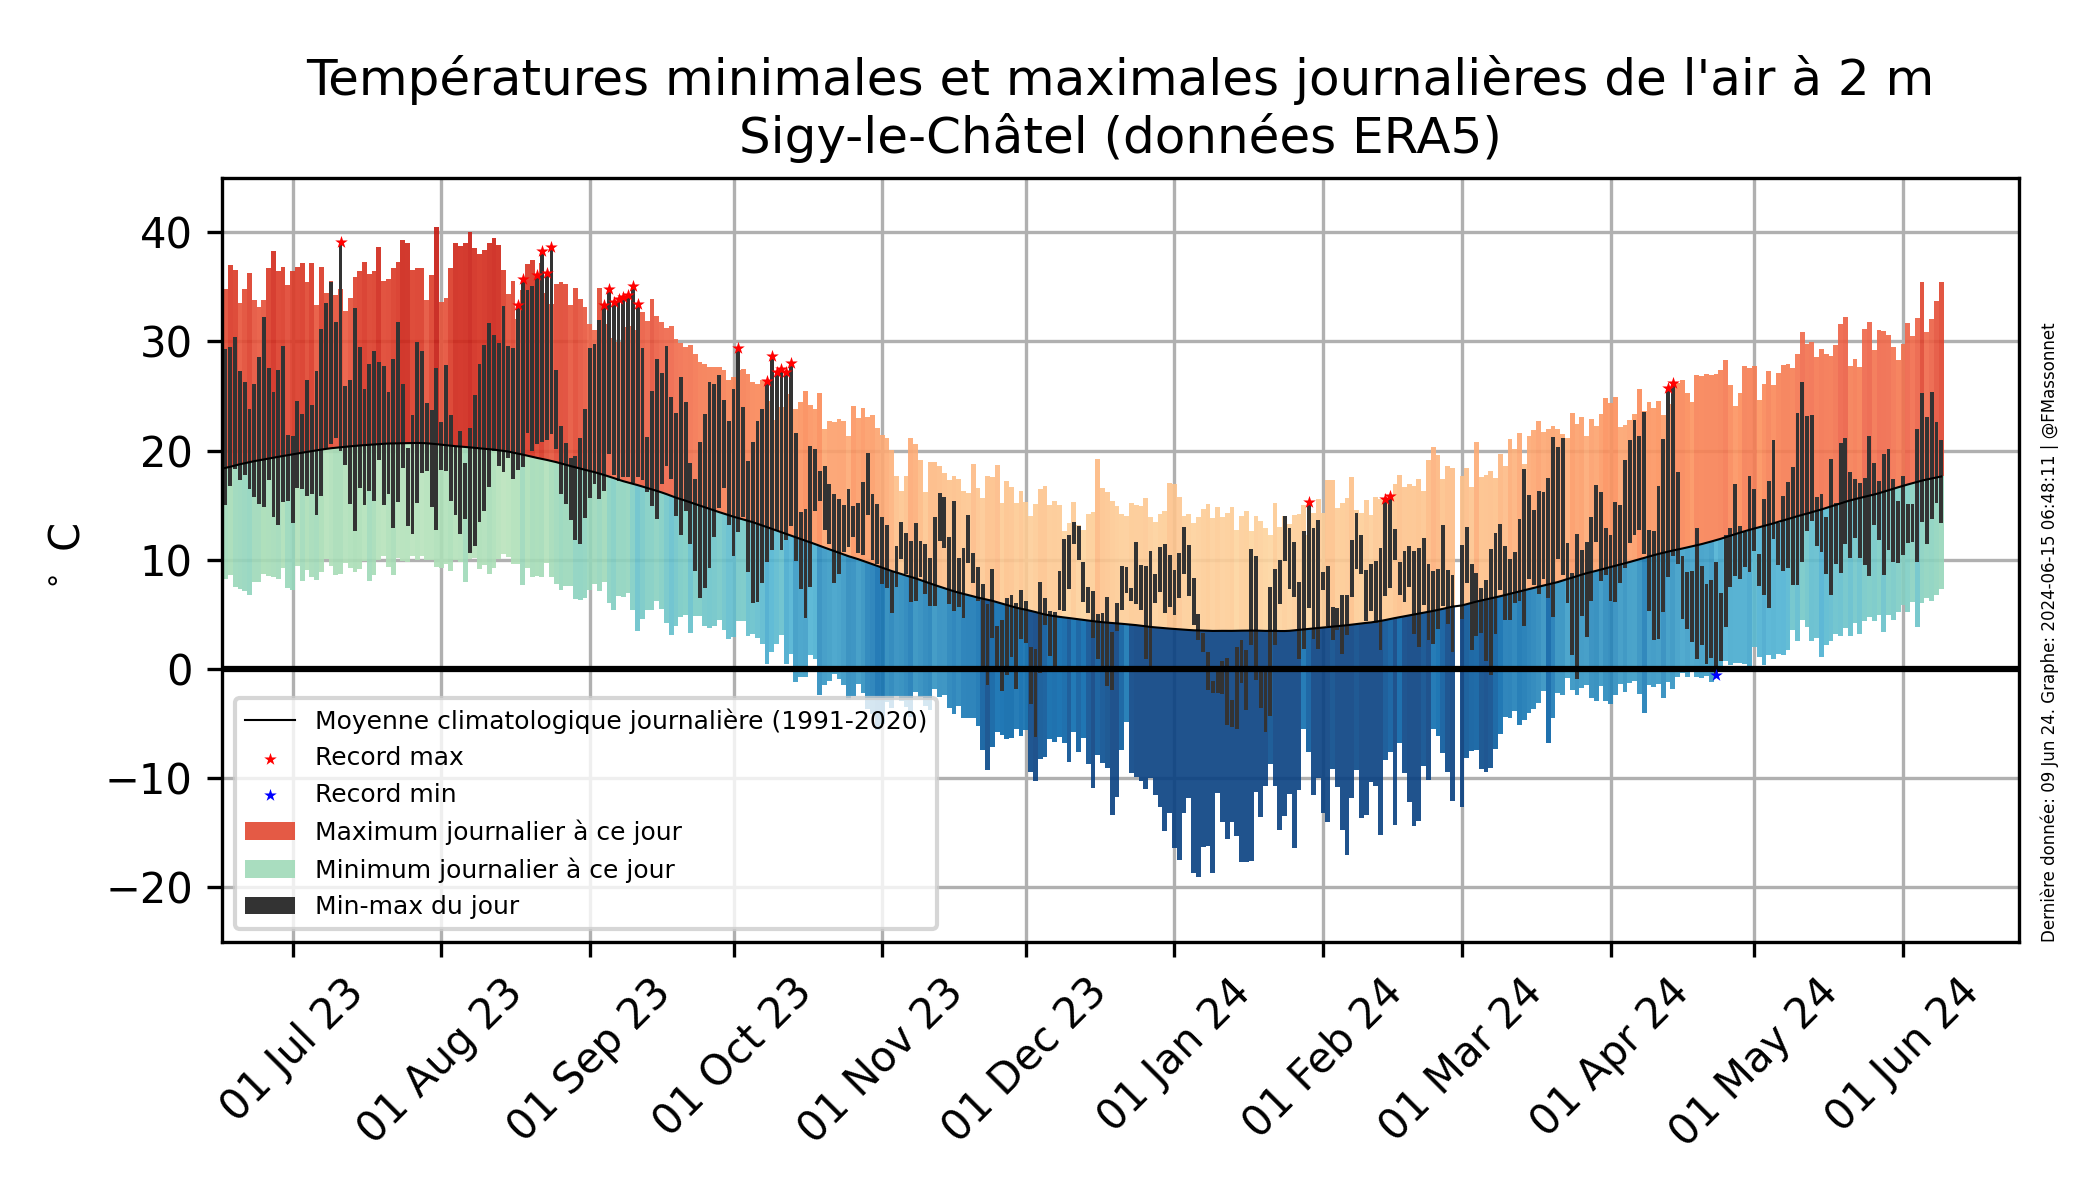 Températures minimales et maximales journalières de l'air à 2 m
Sigy-le-Châtel (données ERA5)
° C
40
30
20
10
0
−10
−20
Moyenne climatologique journalière (1991-2020)
Record max
Record min
Maximum journalier à ce jour
Minimum journalier à ce jour
Min-max du jour
01 Jul 23
01 Aug 23
01 Sep 23
01 Oct 23
01 Nov 23
01 Dec 23
01 Jan 24
01 Feb 24
01 Mar 24
01 Apr 24
01 May 24
01 Jun 24
Dernière donnée: 09 Jun 24. Graphe: 2024-06-15 06:48:11 | @FMassonnet